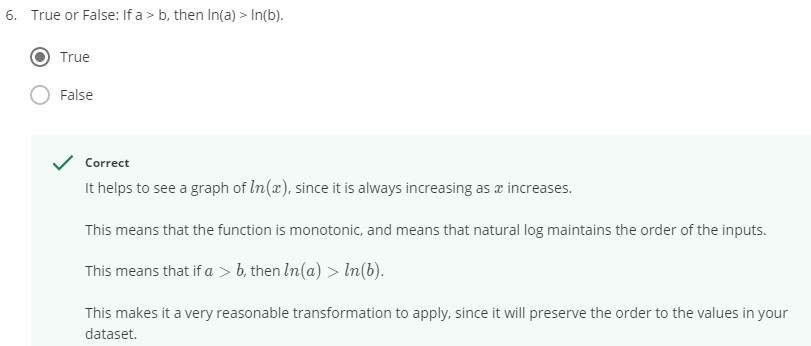 6. True or False: If a > b, then ln(a) > ln(b).
True
False
Correct
It helps to see a graph of ln(x), since it is always increasing as x increases.
This means that the function is monotonic, and means that natural log maintains the order of the inputs.
This means that if a > b, then ln(a) > ln(b).
This makes it a very reasonable transformation to apply, since it will preserve the order to the values in your
dataset.